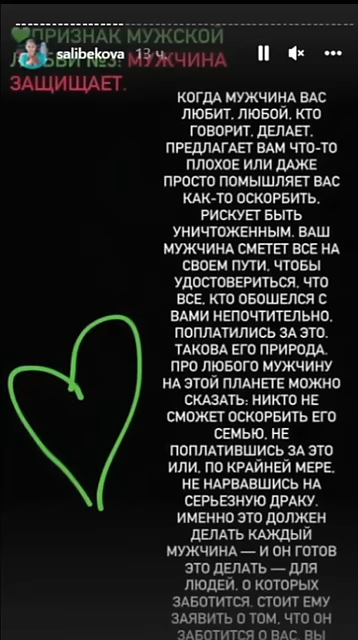 💚ПРИЗНАК МУЖСКОЙ
salibekova 13 ч.
ЛЮБВИ №3: МУЖЧИНА
ЗАЩИЩАЕТ.
КОГДА МУЖЧИНА ВАС
ЛЮБИТ, ЛЮБОЙ, КТО
ГОВОРИТ, ДЕЛАЕТ,
ПРЕДЛАГАЕТ ВАМ ЧТО-ТО
ПЛОХОЕ ИЛИ ДАЖЕ
ПРОСТО ПОМЫШЛЯЕТ ВАС
КАК-ТО ОСКОРБИТЬ,
РИСКУЕТ БЫТЬ
УНИЧТОЖЕННЫМ. ВАШ
МУЖЧИНА СМЕТЕТ ВСЕ НА
СВОЕМ ПУТИ, ЧТОБЫ
УДОСТОВЕРИТЬСЯ, ЧТО
ВСЕ, КТО ОБОШЕЛСЯ С
ВАМИ НЕПОЧТИТЕЛЬНО,
ПОПЛАТИЛИСЬ ЗА ЭТО.
ТАКОВА ЕГО ПРИРОДА.
ПРО ЛЮБОГО МУЖЧИНУ
НА ЭТОЙ ПЛАНЕТЕ МОЖНО
СКАЗАТЬ: НИКТО НЕ
СМОЖЕТ ОСКОРБИТЬ ЕГО
СЕМЬЮ, НЕ
ПОПЛАТИВШИСЬ ЗА ЭТО
ИЛИ, ПО КРАЙНЕЙ МЕРЕ,
НЕ НАРВАВШИСЬ НА
СЕРЬЕЗНУЮ ДРАКУ.
ИМЕННО ЭТО ДОЛЖЕН
ДЕЛАТЬ КАЖДЫЙ
МУЖЧИНА — И ОН ГОТОВ
ЭТО ДЕЛАТЬ — ДЛЯ
ЛЮДЕЙ, О КОТОРЫХ
ЗАБОТИТСЯ. СТОИТ ЕМУ
ЗАЯВИТЬ О ТОМ, ЧТО ОН
ЗАБОТИТСЯ О ВАС, ВЫ